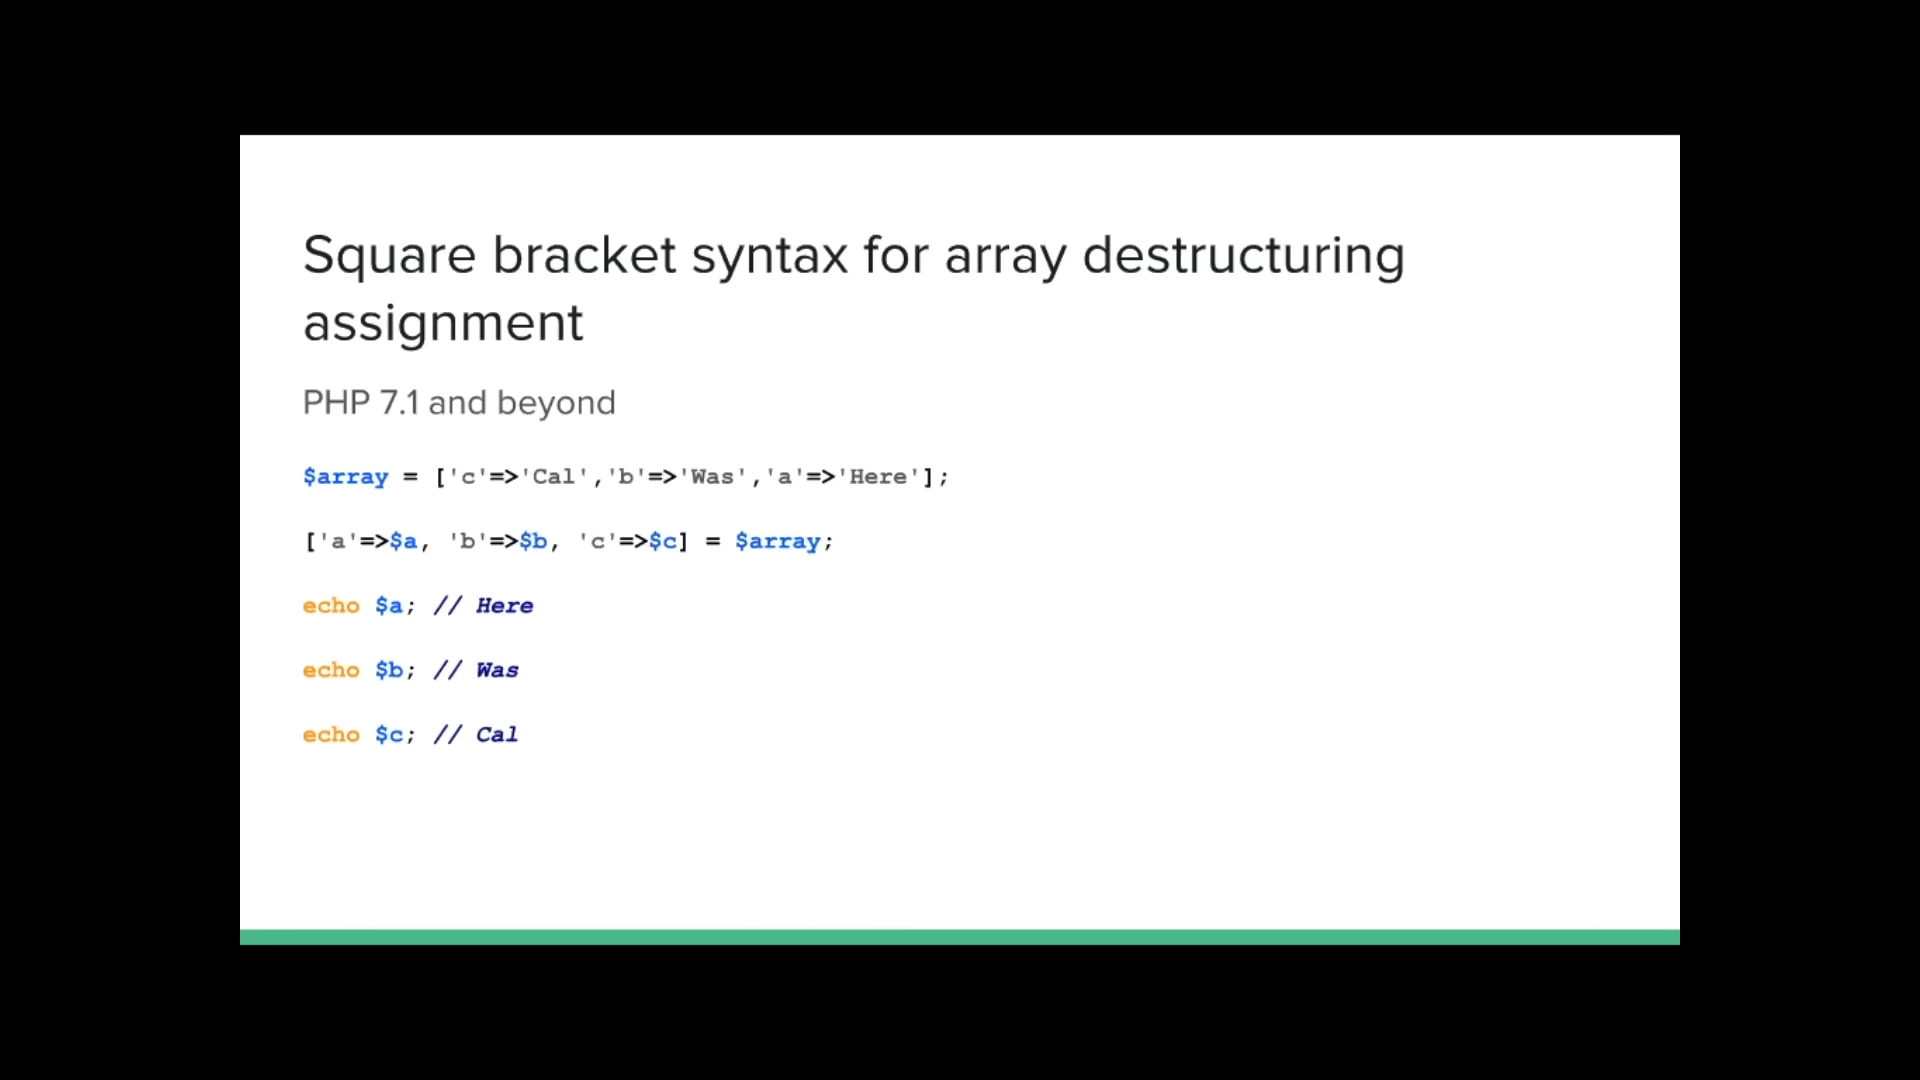 Square bracket syntax for array destructuring
assignment
PHP 7.1 and beyond
$array = ['c'=>'Cal','b'=>'Was','a'=>'Here'];
['a'=>$a, 'b'=>$b, 'c'=>$c] = $array;
echo $a; // Here
echo $b; // Was
echo $c; // Cal